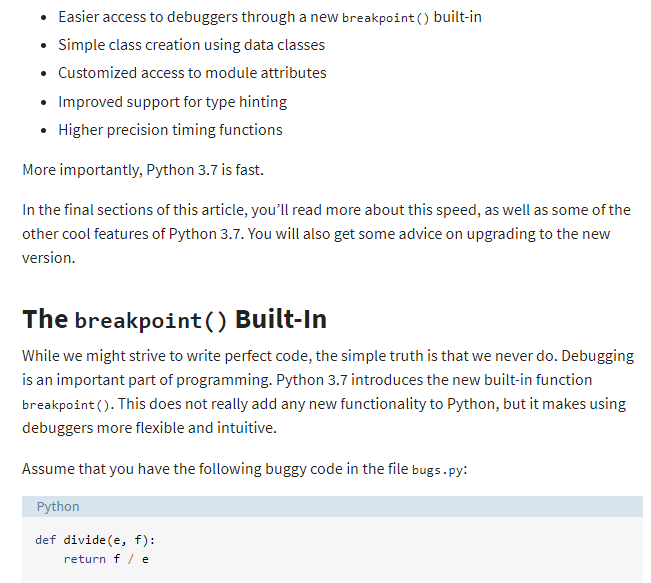 • Easier access to debuggers through a new breakpoint() built-in
• Simple class creation using data classes
• Customized access to module attributes
• Improved support for type hinting
• Higher precision timing functions
More importantly, Python 3.7 is fast.
In the final sections of this article, you’ll read more about this speed, as well as some of the
other cool features of Python 3.7. You will also get some advice on upgrading to the new
version.
The breakpoint() Built-In
While we might strive to write perfect code, the simple truth is that we never do. Debugging
is an important part of programming. Python 3.7 introduces the new built-in function
breakpoint(). This does not really add any new functionality to Python, but it makes using
debuggers more flexible and intuitive.
Assume that you have the following buggy code in the file bugs.py:
Python
def divide(e, f):
    return f / e